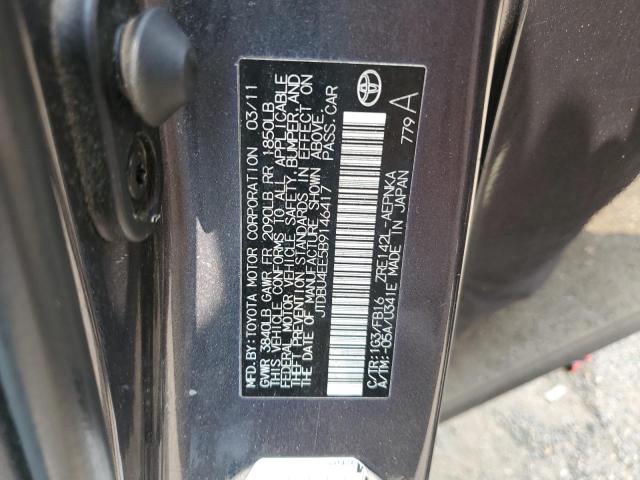 MFD.BY: TOYOTA MOTOR CORPORATION 03/11
GVWR 3840LB GAWR FR 2090LB RR 1850LB
THIS VEHICLE CONFORMS TO ALL APPLICABLE
FEDERAL MOTOR VEHICLE SAFETY, BUMPER, AND
THEFT PREVENTION STANDARDS IN EFFECT ON
THE DATE OF MANUFACTURE SHOWN ABOVE.
JTDBU4EE5B9146417 PASS.CAR
C/TR: 1G3/FB16 ZRE142L-AEPNKA
A/TM: -05A/U341E MADE IN JAPAN
779 A